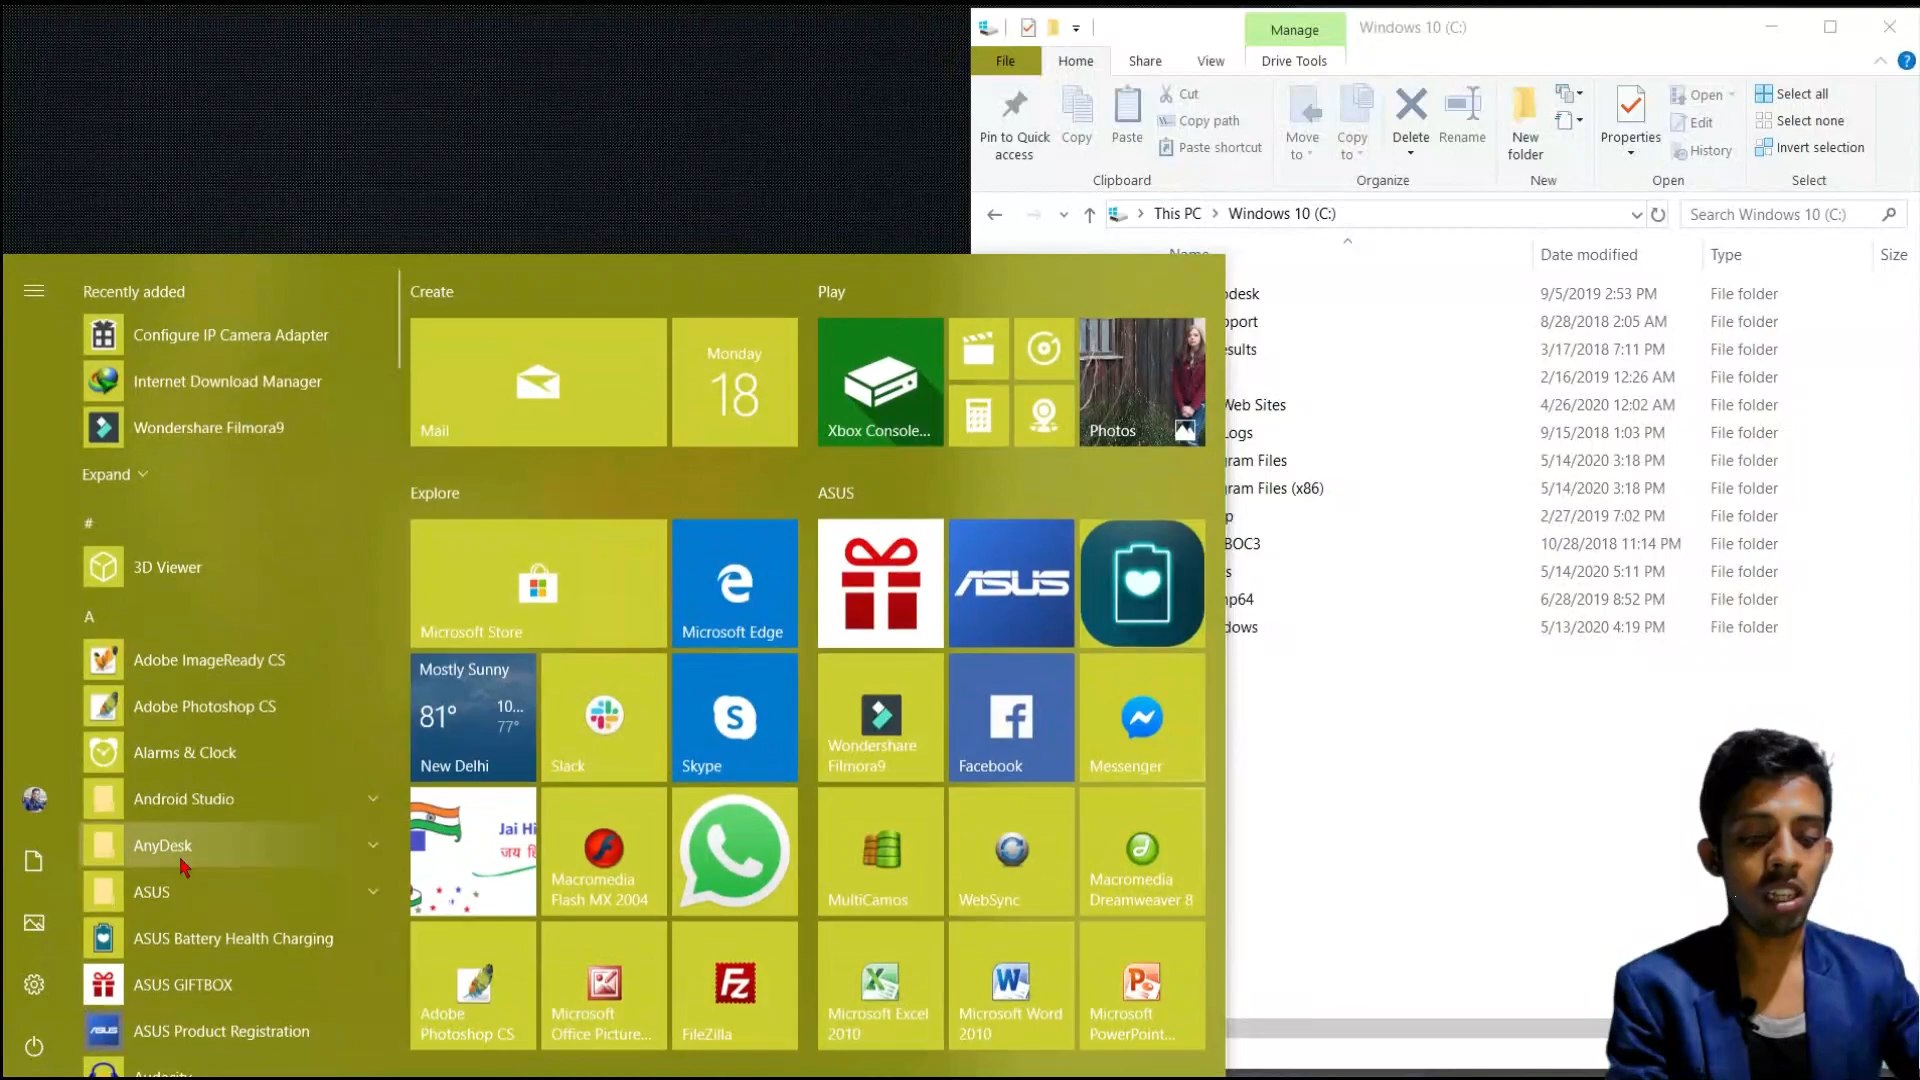 Manage
Windows 10 (C:)
File
Home
Share
View
Drive Tools
Pin to Quick
access
Copy
Paste
Cut
Copy path
Paste shortcut
Move
to
Copy
to
Delete
Rename
New
folder
Properties
Open
Edit
History
Select all
Select none
Invert selection
Clipboard
Organize
New
Open
Select
This PC
Windows 10 (C:)
Search Windows 10 (C:)
Name
Date modified
Type
Size
odesk
9/5/2019 2:53 PM
File folder
port
8/28/2018 2:05 AM
File folder
sults
3/17/2018 7:11 PM
File folder
2/16/2019 12:26 AM
File folder
Web Sites
4/26/2020 12:02 AM
File folder
Logs
9/15/2018 1:03 PM
File folder
gram Files
5/14/2020 3:18 PM
File folder
gram Files (x86)
5/14/2020 3:18 PM
File folder
p
2/27/2019 7:02 PM
File folder
BOC3
10/28/2018 11:14 PM
File folder
s
5/14/2020 5:11 PM
File folder
mp64
6/28/2019 8:52 PM
File folder
dows
5/13/2020 4:19 PM
File folder
Recently added
Configure IP Camera Adapter
Internet Download Manager
Wondershare Filmora9
Expand
#
3D Viewer
A
Adobe ImageReady CS
Adobe Photoshop CS
Alarms & Clock
Android Studio
AnyDesk
ASUS
ASUS Battery Health Charging
ASUS GIFTBOX
ASUS Product Registration
Audacity
Create
Mail
Monday
18
Play
Xbox Console...
Photos
Explore
Microsoft Store
Microsoft Edge
Mostly Sunny
81°
10...
77°
New Delhi
Slack
Skype
Jai Hi
जय हि
Macromedia
Flash MX 2004
Adobe
Photoshop CS
Microsoft
Office Picture...
FileZilla
ASUS
ASUS
Wondershare
Filmora9
Facebook
Messenger
MultiCamos
WebSync
Macromedia
Dreamweaver 8
Microsoft Excel
2010
Microsoft Word
2010
Microsoft
PowerPoint...